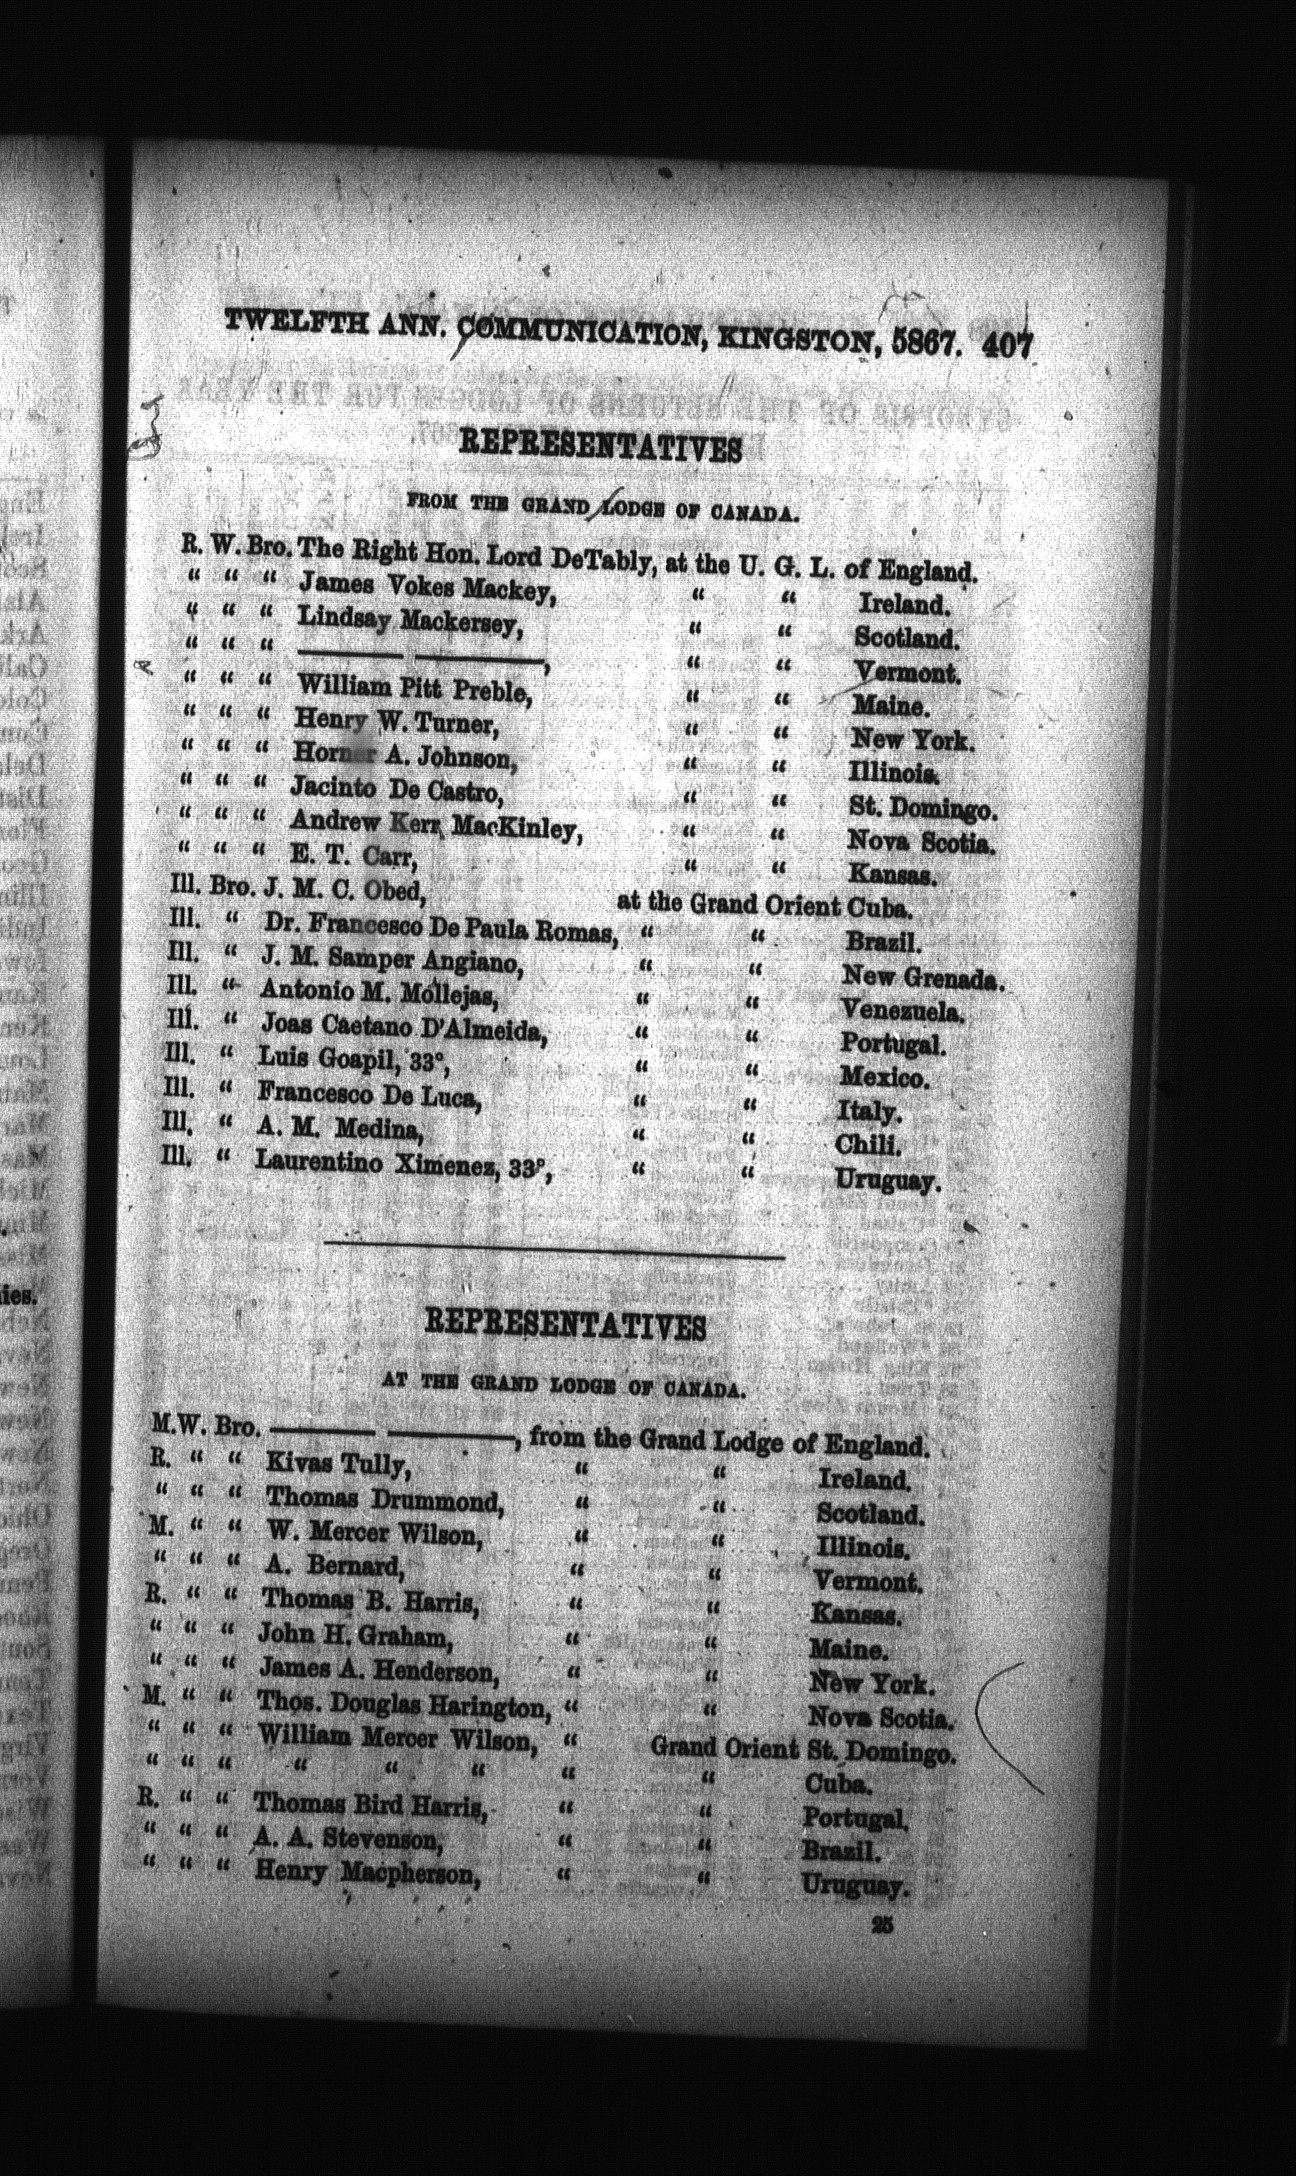 TWELFTH ANN. COMMUNICATION, KINGSTON, 5867. 407
REPRESENTATIVES
FROM THE GRAND LODGE OF CANADA.
R. W. Bro. The Right Hon. Lord DeTably, at the U. G. L. of England.
“ “ “ James Vokes Mackey, “ “ Ireland.
“ “ “ Lindsay Mackersey, “ “ Scotland.
“ “ “ ——— ———, “ “ Vermont.
“ “ “ William Pitt Preble, “ “ Maine.
“ “ “ Henry W. Turner, “ “ New York.
“ “ “ Horner A. Johnson, “ “ Illinois.
“ “ “ Jacinto De Castro, “ “ St. Domingo.
“ “ “ Andrew Kerr MacKinley, “ “ Nova Scotia.
“ “ “ E. T. Carr, “ “ Kansas.
Ill. Bro. J. M. C. Obed, at the Grand Orient Cuba.
Ill. “ Dr. Francesco De Paula Romas, “ “ Brazil.
Ill. “ J. M. Samper Angiano, “ “ New Grenada.
Ill. “ Antonio M. Mollejas, “ “ Venezuela.
Ill. “ Joas Caetano D'Almeida, “ “ Portugal.
Ill. “ Luis Goapil, 33°, “ “ Mexico.
Ill. “ Francesco De Luca, “ “ Italy.
Ill. “ A. M. Medina, “ “ Chili.
Ill. “ Laurentino Ximenez, 33°, “ “ Uruguay.
REPRESENTATIVES
AT THE GRAND LODGE OF CANADA.
M.W. Bro. ——— ———, from the Grand Lodge of England.
R. “ “ Kivas Tully, “ “ Ireland.
“ “ “ Thomas Drummond, “ “ Scotland.
M. “ “ W. Mercer Wilson, “ “ Illinois.
“ “ “ A. Bernard, “ “ Vermont.
R. “ “ Thomas B. Harris, “ “ Kansas.
“ “ “ John H. Graham, “ “ Maine.
“ “ “ James A. Henderson, “ “ New York.
M. “ “ Thos. Douglas Harington, “ “ Nova Scotia.
“ “ “ William Mercer Wilson, “ Grand Orient St. Domingo.
“ “ “ “ “ “ “ “ Cuba.
R. “ “ Thomas Bird Harris, “ “ Portugal.
“ “ “ A. A. Stevenson, “ “ Brazil.
“ “ “ Henry Macpherson, “ “ Uruguay.
25